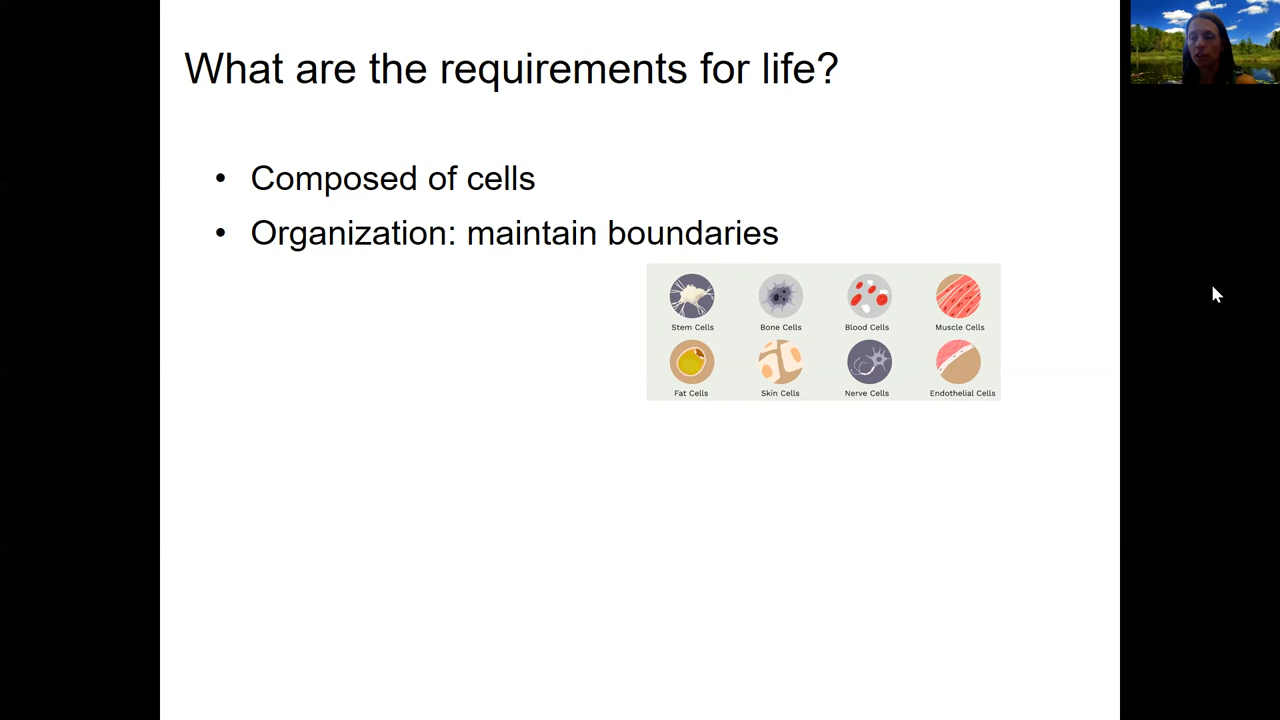 What are the requirements for life?
• Composed of cells
• Organization: maintain boundaries
Stem Cells Bone Cells Blood Cells Muscle Cells
Fat Cells Skin Cells Nerve Cells Endothelial Cells